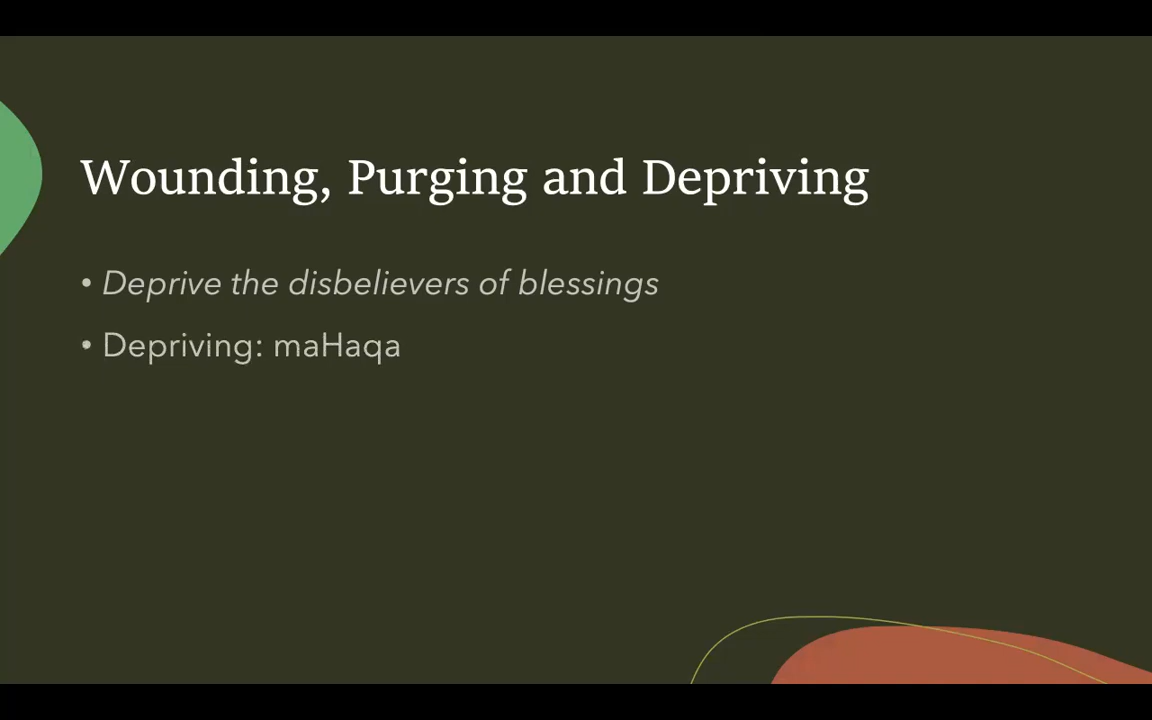 Wounding, Purging and Depriving
• Deprive the disbelievers of blessings
• Depriving: maHaqa